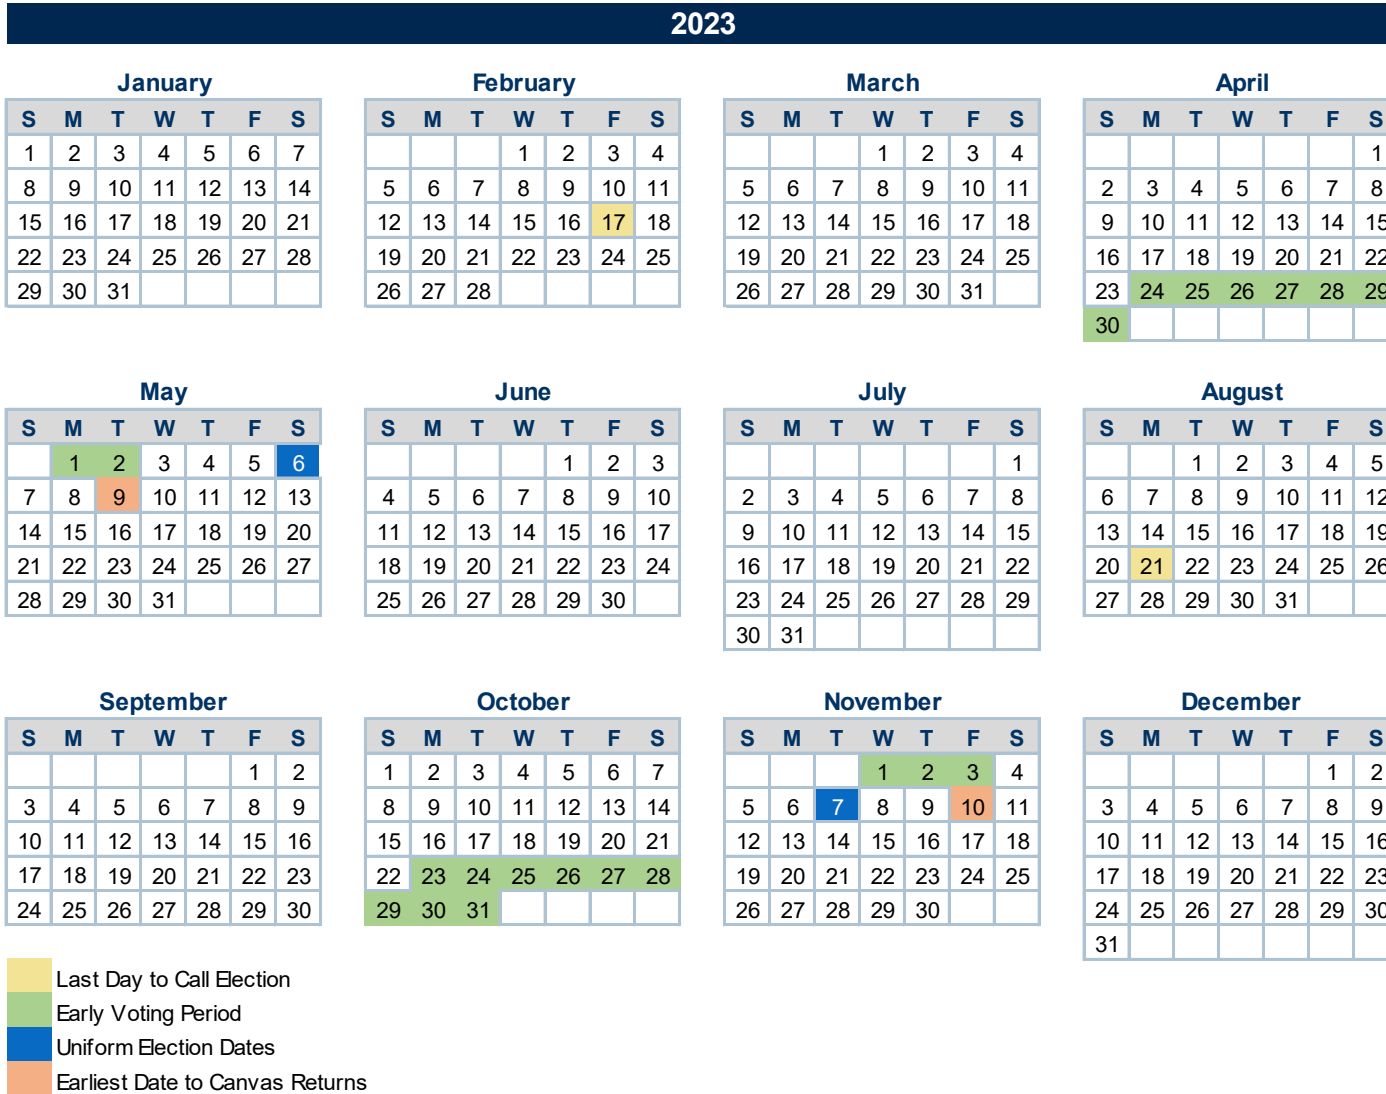 2023
January February March April
S M T W T F S S M T W T F S S M T W T F S S M T W T F S
1 2 3 4 5 6 7 1 2 3 4 1 2 3 4 1
8 9 10 11 12 13 14 5 6 7 8 9 10 11 5 6 7 8 9 10 11 2 3 4 5 6 7 8
15 16 17 18 19 20 21 12 13 14 15 16 17 18 12 13 14 15 16 17 18 9 10 11 12 13 14 15
22 23 24 25 26 27 28 19 20 21 22 23 24 25 19 20 21 22 23 24 25 16 17 18 19 20 21 22
29 30 31 26 27 28 26 27 28 29 30 31 23 24 25 26 27 28 29
30
May June July August
S M T W T F S S M T W T F S S M T W T F S S M T W T F S
1 2 3 4 5 6 1 2 3 1 1 2 3 4 5
7 8 9 10 11 12 13 4 5 6 7 8 9 10 2 3 4 5 6 7 8 6 7 8 9 10 11 12
14 15 16 17 18 19 20 11 12 13 14 15 16 17 9 10 11 12 13 14 15 13 14 15 16 17 18 19
21 22 23 24 25 26 27 18 19 20 21 22 23 24 16 17 18 19 20 21 22 20 21 22 23 24 25 26
28 29 30 31 25 26 27 28 29 30 23 24 25 26 27 28 29 27 28 29 30 31
30 31
September October November December
S M T W T F S S M T W T F S S M T W T F S S M T W T F S
1 2 1 2 3 4 5 6 7 1 2 3 4 1 2
3 4 5 6 7 8 9 8 9 10 11 12 13 14 5 6 7 8 9 10 11 3 4 5 6 7 8 9
10 11 12 13 14 15 16 15 16 17 18 19 20 21 12 13 14 15 16 17 18 10 11 12 13 14 15 16
17 18 19 20 21 22 23 22 23 24 25 26 27 28 19 20 21 22 23 24 25 17 18 19 20 21 22 23
24 25 26 27 28 29 30 29 30 31 26 27 28 29 30 24 25 26 27 28 29 30
31
Last Day to Call Election
Early Voting Period
Uniform Election Dates
Earliest Date to Canvas Returns